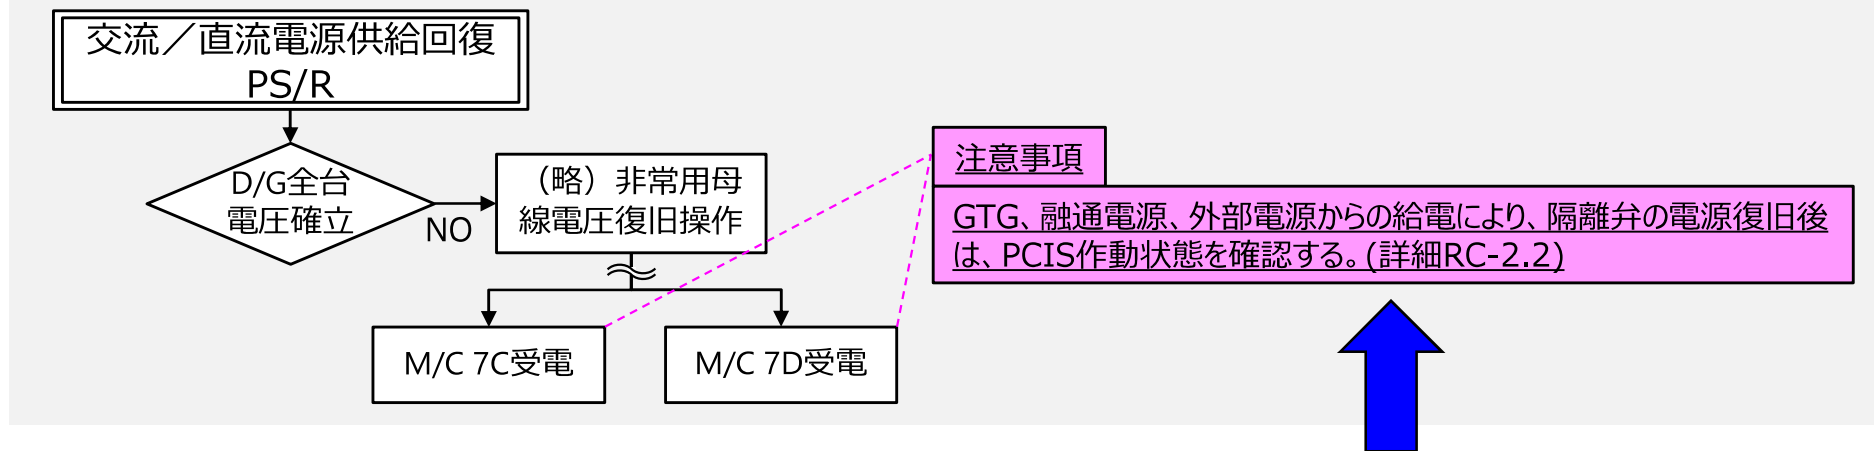 交流／直流電源供給回復
PS/R
D/G全台
電圧確立
NO
（略）非常用母
線電圧復旧操作
M/C 7C受電
M/C 7D受電
注意事項
GTG、融通電源、外部電源からの給電により、隔離弁の電源復旧後
は、PCIS作動状態を確認する。(詳細RC-2.2)